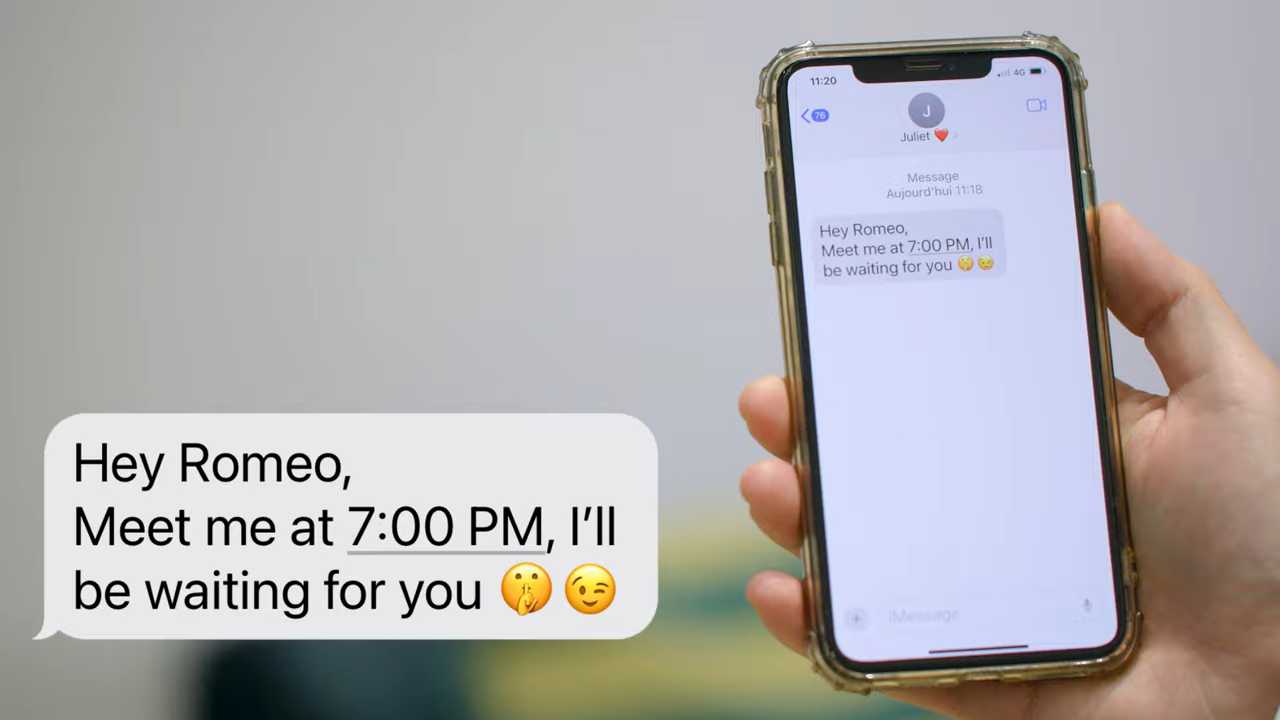 Hey Romeo,
Meet me at 7:00 PM, I’ll
be waiting for you 🤫 😉
11:20
4G
76
J
Juliet ❤️
Message
Aujourd'hui 11:18
Hey Romeo,
Meet me at 7:00 PM, I'll
be waiting for you 🤫 😉
iMessage